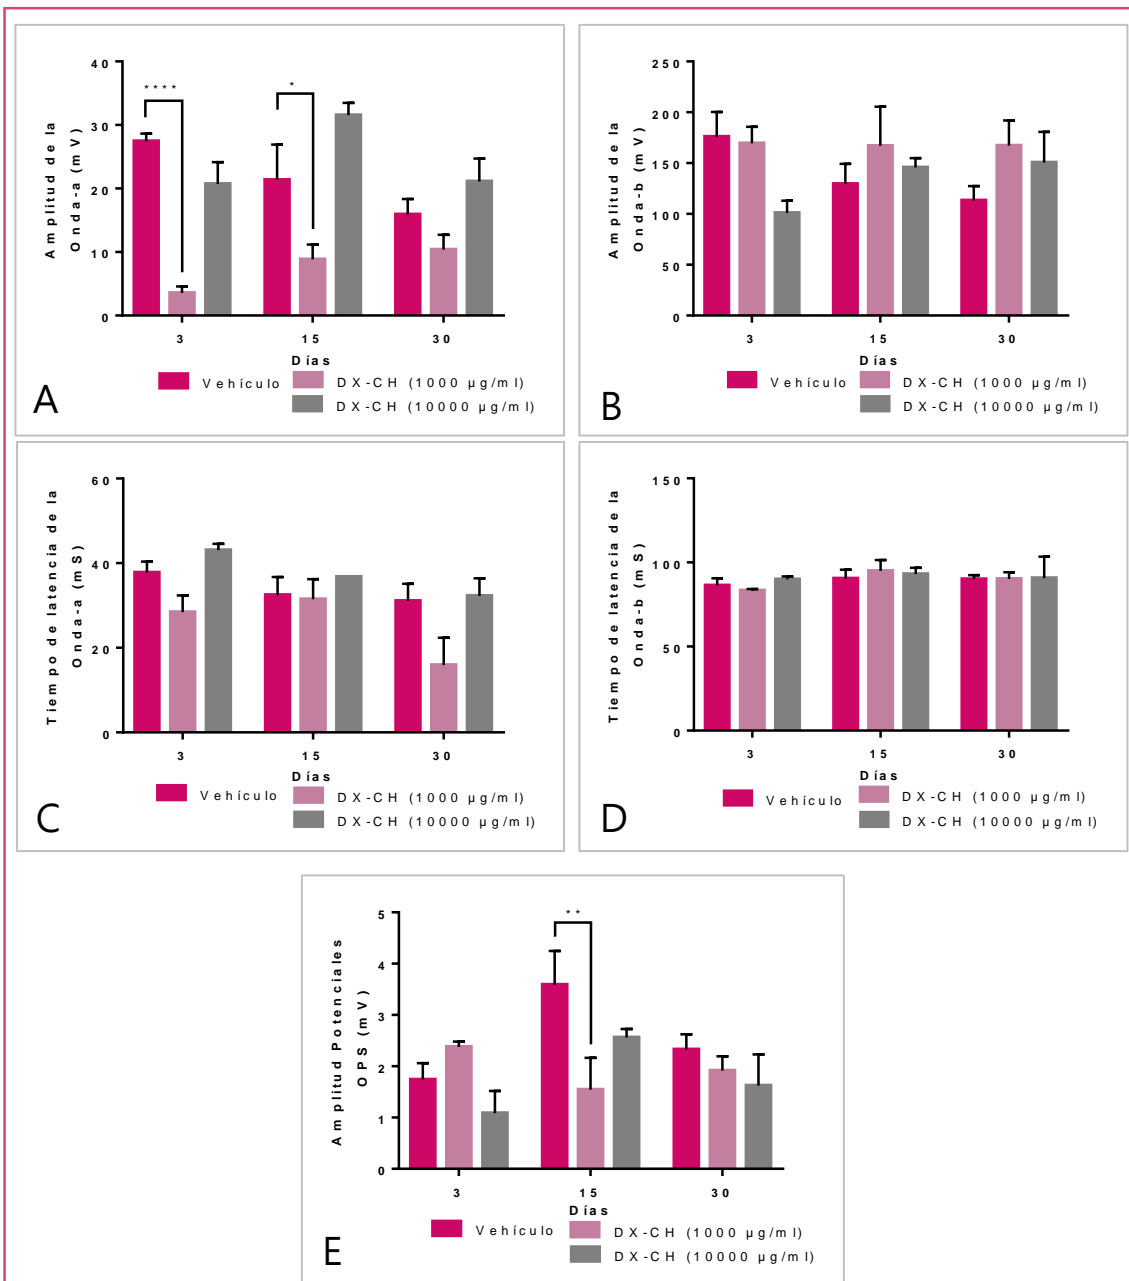 Amplitud de la
Onda-a (mV)
40
30
20
10
0
****
*
3
15
30
Días
Vehículo
DX-CH (1000 µg/ml)
DX-CH (10000 µg/ml)
A
Amplitud de la
Onda-b (mV)
250
200
150
100
50
0
3
15
30
Días
Vehículo
DX-CH (1000 µg/ml)
DX-CH (10000 µg/ml)
B
Tiempo de latencia de la
Onda-a (mS)
60
40
20
0
3
15
30
Días
Vehículo
DX-CH (1000 µg/ml)
DX-CH (10000 µg/ml)
C
Tiempo de latencia de la
Onda-b (mS)
150
100
50
0
3
15
30
Días
Vehículo
DX-CH (1000 µg/ml)
DX-CH (10000 µg/ml)
D
Amplitud Potenciales
OPS (mV)
5
4
3
2
1
0
**
3
15
30
Días
Vehículo
DX-CH (1000 µg/ml)
DX-CH (10000 µg/ml)
E